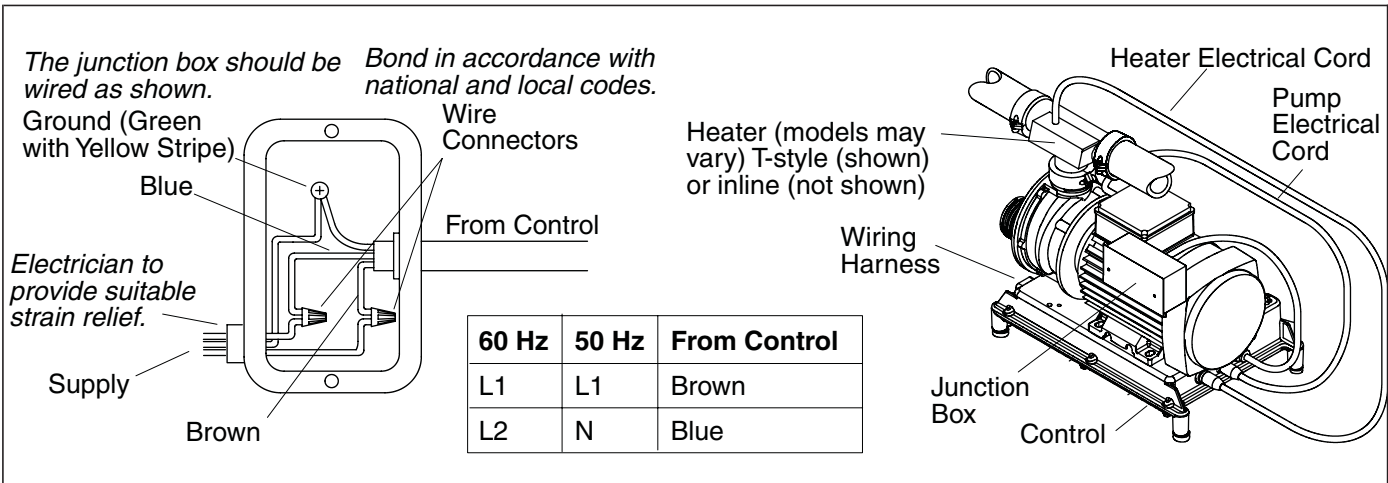 The junction box should be
wired as shown.
Bond in accordance with
national and local codes.
Ground (Green
with Yellow Stripe)
Wire
Connectors
Blue
From Control
Electrician to
provide suitable
strain relief.
Supply
Brown
60 Hz 50 Hz From Control
L1 L1 Brown
L2 N Blue
Heater Electrical Cord
Pump
Electrical
Cord
Heater (models may
vary) T-style (shown)
or inline (not shown)
Wiring
Harness
Junction
Box
Control